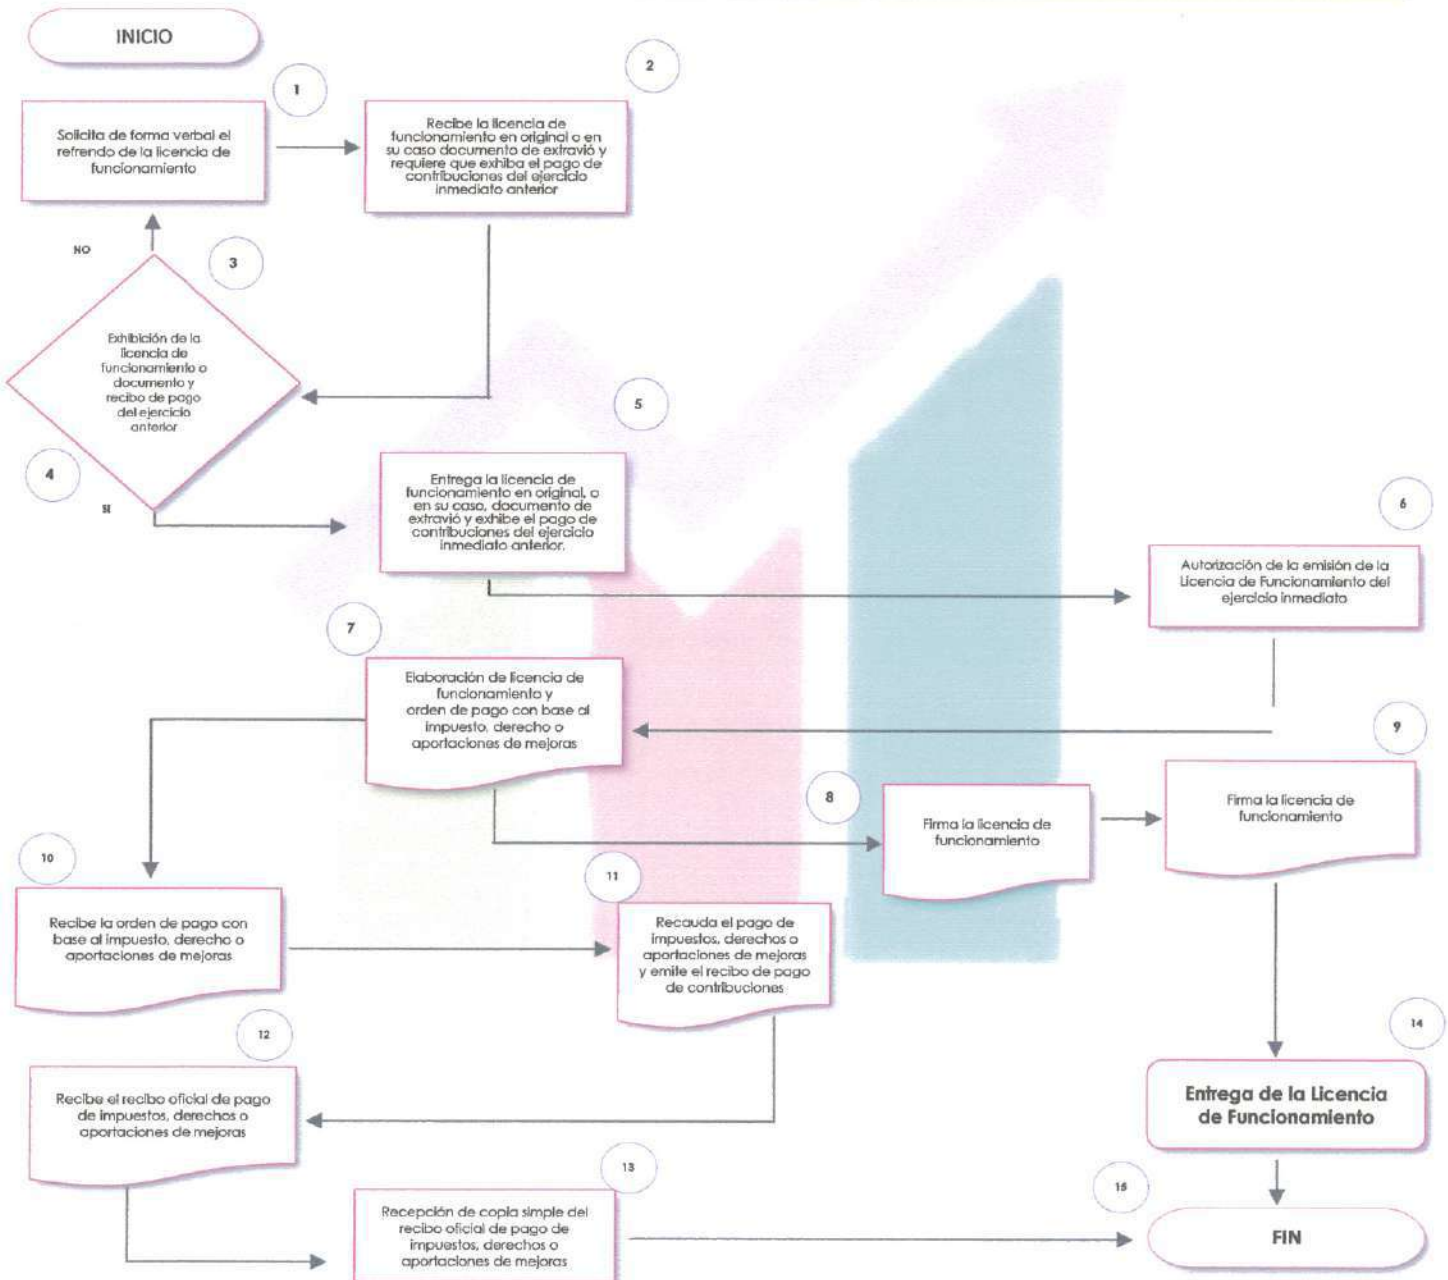 INICIO
1
Solicita de forma verbal el
refrendo de la licencia de
funcionamiento
2
Recibe la licencia de
funcionamiento en original o en
su caso documento de extravió y
requiere que exhiba el pago de
contribuciones del ejercicio
inmediato anterior
NO
3
Exhibición de la
licencia de
funcionamiento o
documento y
recibo de pago
del ejercicio
anterior
4
SI
5
Entrega la licencia de
funcionamiento en original, o
en su caso, documento de
extravió y exhibe el pago de
contribuciones del ejercicio
inmediato anterior.
6
Autorización de la emisión de la
Licencia de Funcionamiento del
ejercicio inmediato
7
Elaboración de licencia de
funcionamiento y
orden de pago con base al
impuesto, derecho o
aportaciones de mejoras
8
Firma la licencia de
funcionamiento
9
Firma la licencia de
funcionamiento
10
Recibe la orden de pago con
base al impuesto, derecho o
aportaciones de mejoras
11
Recauda el pago de
impuestos, derechos o
aportaciones de mejoras
y emite el recibo de pago
de contribuciones
12
Recibe el recibo oficial de pago
de impuestos, derechos o
aportaciones de mejoras
13
Recepción de copia simple del
recibo oficial de pago de
impuestos, derechos o
aportaciones de mejoras
14
Entrega de la Licencia
de Funcionamiento
15
FIN